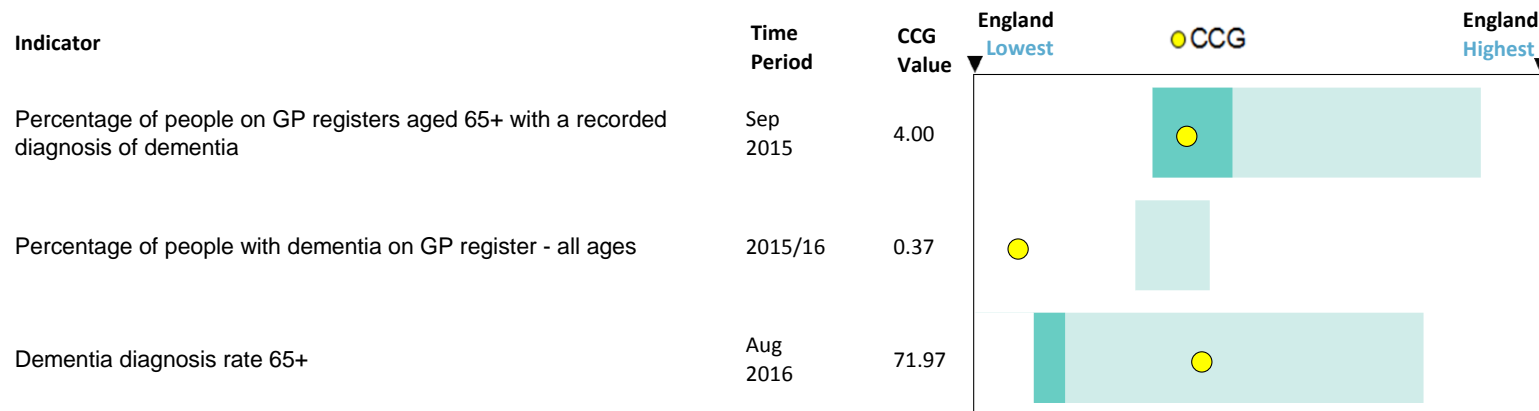 Indicator
Time Period
CCG Value
England Lowest
CCG
England Highest
Percentage of people on GP registers aged 65+ with a recorded
diagnosis of dementia
Sep
2015
4.00
Percentage of people with dementia on GP register - all ages
2015/16
0.37
Dementia diagnosis rate 65+
Aug
2016
71.97